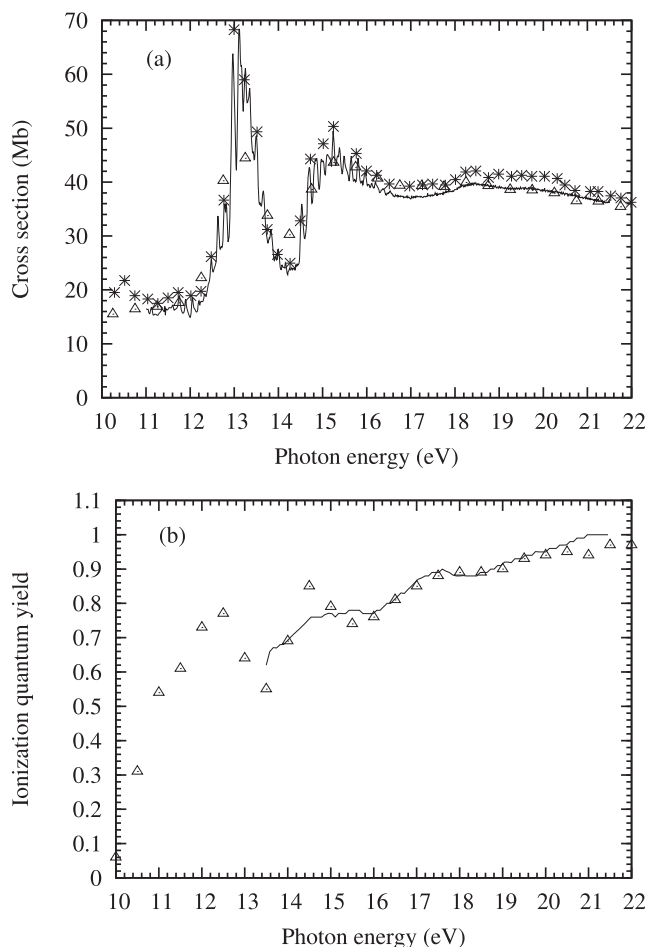 70
60
50
40
30
20
10
0
(a)
Cross section (Mb)
10 11 12 13 14 15 16 17 18 19 20 21 22
Photon energy (eV)
1.1
1
0.9
0.8
0.7
0.6
0.5
0.4
0.3
0.2
0.1
0
(b)
Ionization quantum yield
10 11 12 13 14 15 16 17 18 19 20 21 22
Photon energy (eV)